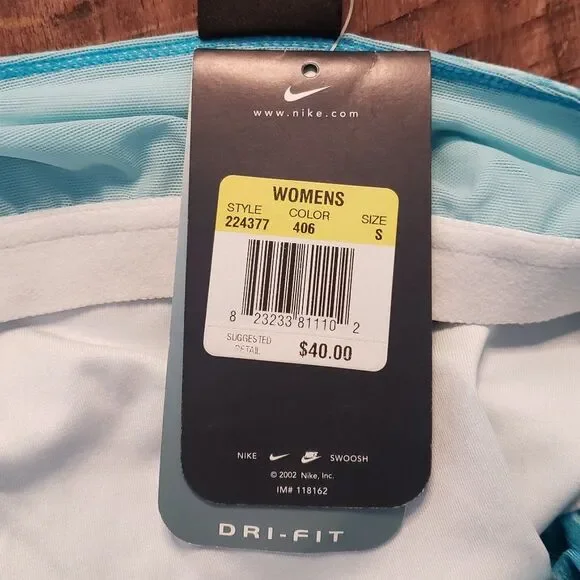 www.nike.com
WOMENS
STYLE COLOR SIZE
224377 406 S
8 23233 81110 2
SUGGESTED
RETAIL $40.00
NIKE SWOOSH
© 2002 Nike, Inc.
IM# 118162
DRI-FIT